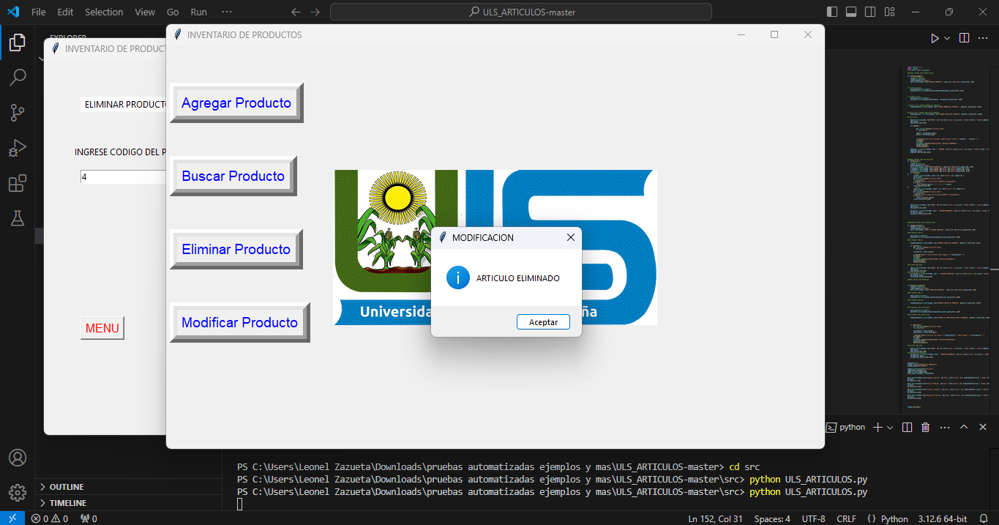 File Edit Selection View Go Run ··· ULS_ARTICULOS-master
EXPLORER
INVENTARIO DE PRODUCT
ELIMINAR PRODUCTO
INGRESE CODIGO DEL P
4
MENU
INVENTARIO DE PRODUCTOS
Agregar Producto
Buscar Producto
Eliminar Producto
Modificar Producto
Universida
ña
MODIFICACION
ARTICULO ELIMINADO
Aceptar
python
PS C:\Users\Leonel Zazueta\Downloads\pruebas automatizadas ejemplos y mas\ULS_ARTICULOS-master> cd src
PS C:\Users\Leonel Zazueta\Downloads\pruebas automatizadas ejemplos y mas\ULS_ARTICULOS-master\src> python ULS_ARTICULOS.py
PS C:\Users\Leonel Zazueta\Downloads\pruebas automatizadas ejemplos y mas\ULS_ARTICULOS-master\src> python ULS_ARTICULOS.py
OUTLINE
TIMELINE
0 0 0 Ln 152, Col 31 Spaces: 4 UTF-8 CRLF {} Python 3.12.6 64-bit